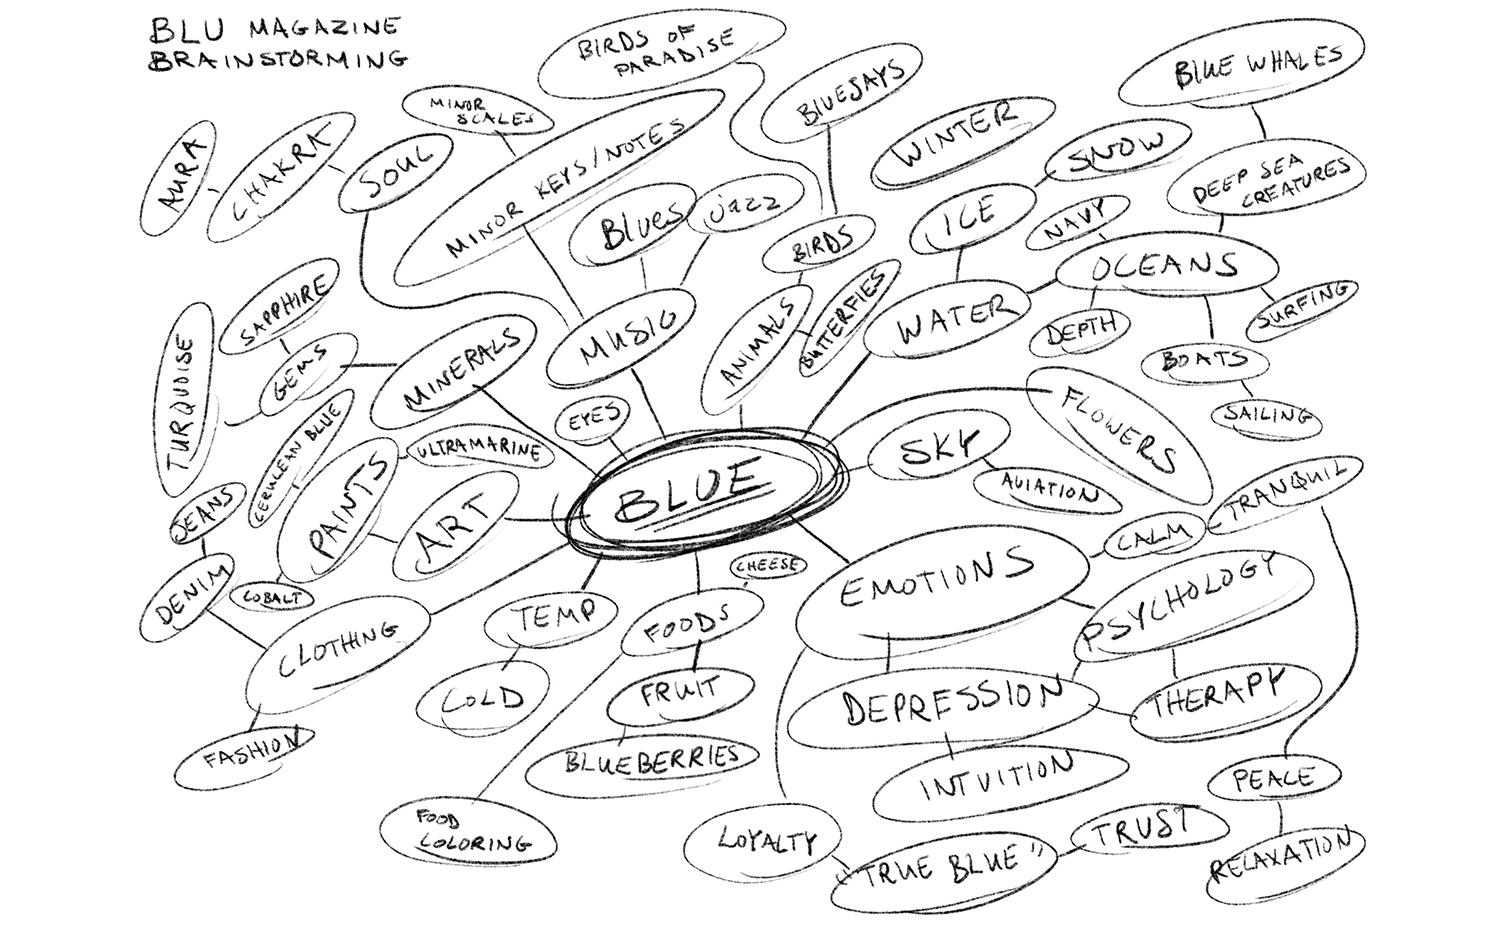 BLU MAGAZINE
BRAINSTORMING
BIRDS OF
PARADISE
BLUE WHALES
MINOR
SCALES
BLUEJAYS
WINTER
SNOW
AURA
CHAKRA
SOUL
MINOR KEYS/NOTES
DEEP SEA
CREATURES
Blues
jazz
ICE
NAVY
BIRDS
OCEANS
SAPPHIRE
MUSIC
ANIMALS
BUTTERFIES
WATER
DEPTH
SURFING
TURQUOISE
GEMS
MINERALS
BOATS
EYES
SAILING
CERULEAN BLUE
ULTRAMARINE
SKY
FLOWERS
JEANS
PAINTS
ART
BLUE
AVIATION
TRANQUIL
CALM
DENIM
COBALT
CHEESE
EMOTIONS
PSYCHOLOGY
CLOTHING
TEMP
FOODS
COLD
FRUIT
DEPRESSION
THERAPY
FASHION
BLUEBERRIES
INTUITION
PEACE
FOOD
COLORING
LOYALTY
"TRUE BLUE"
TRUST
RELAXATION